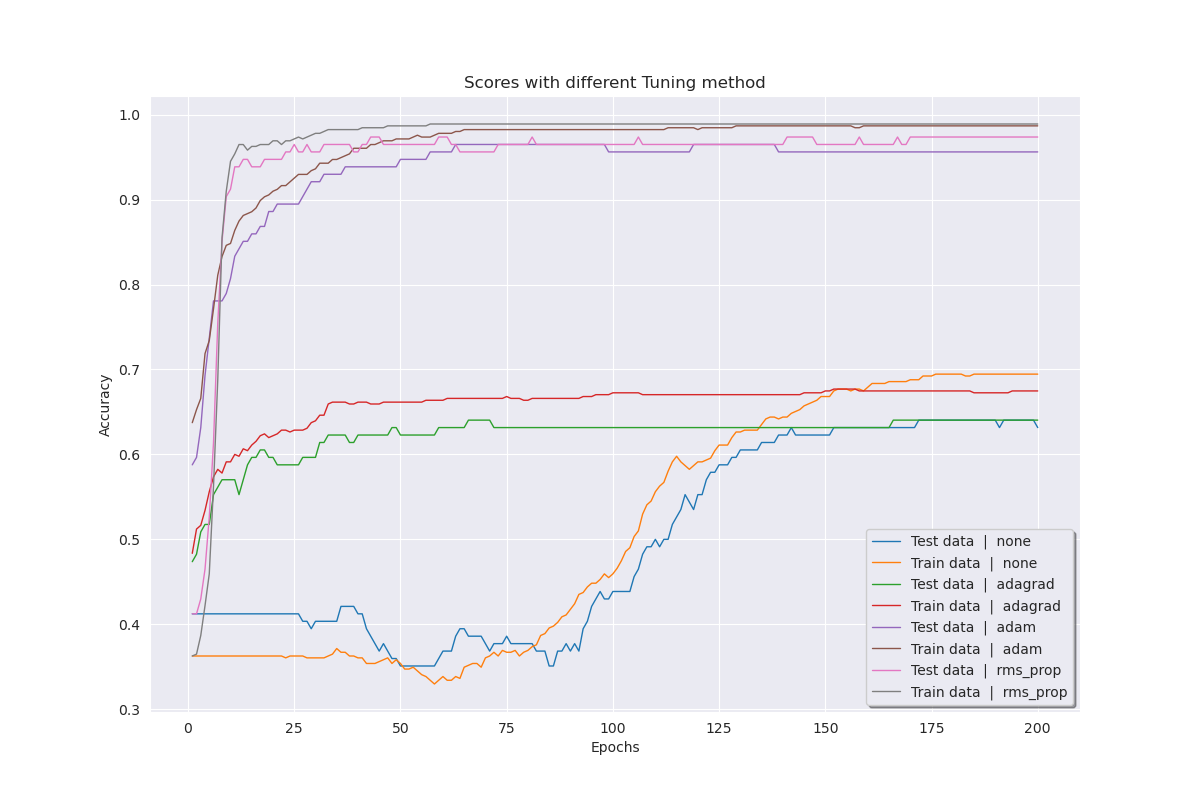 Scores with different Tuning method
1.0
0.9
0.8
0.7
0.6
0.5
0.4
0.3
Accuracy
0 25 50 75 100 125 150 175 200
Epochs
Test data | none
Train data | none
Test data | adagrad
Train data | adagrad
Test data | adam
Train data | adam
Test data | rms_prop
Train data | rms_prop